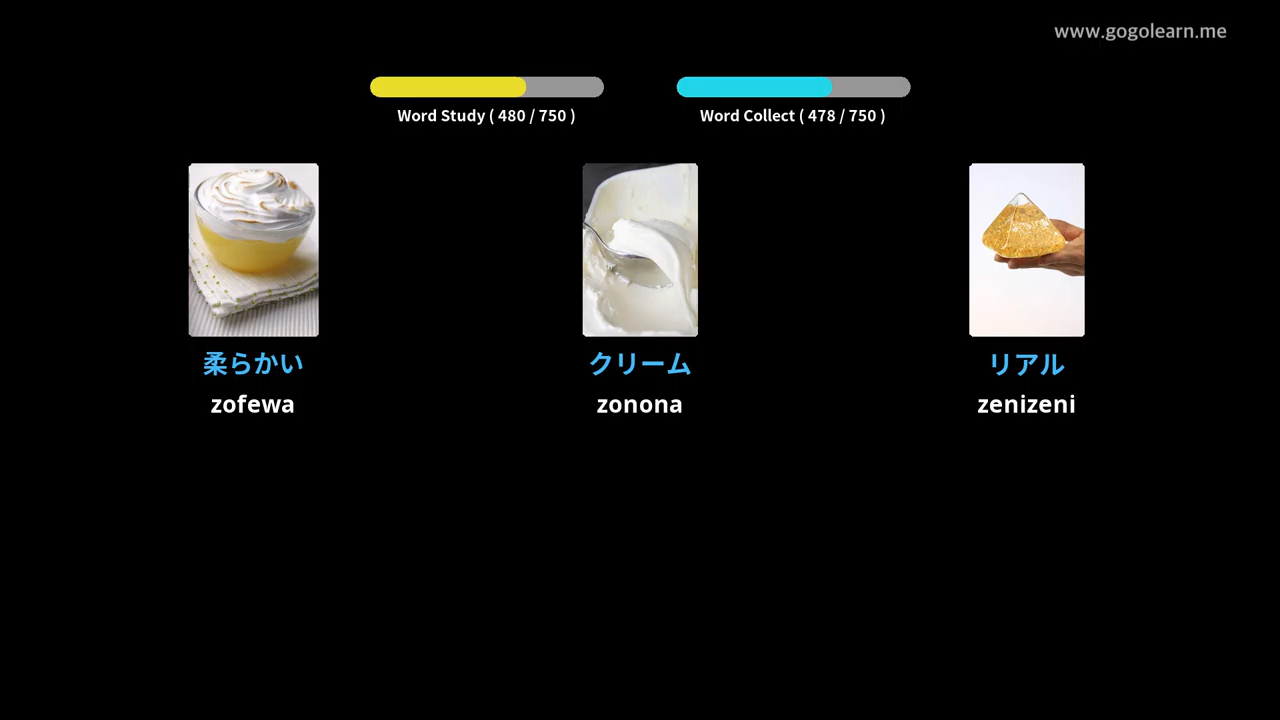 www.gogolearn.me
Word Study ( 480 / 750 )
Word Collect ( 478 / 750 )
柔らかい
クリーム
リアル
zofewa
zonona
zenizeni